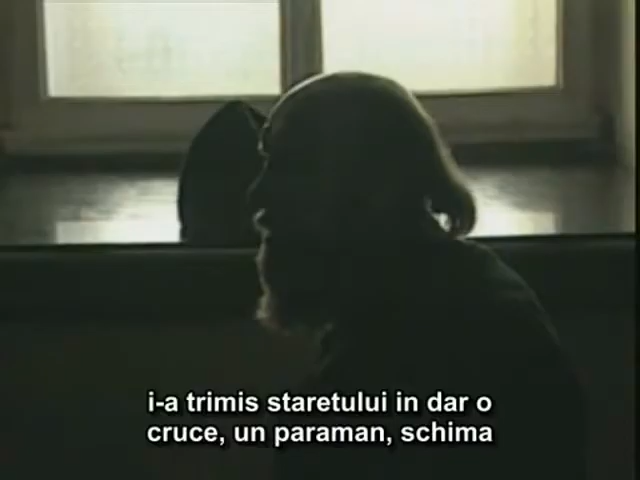 i-a trimis staretului in dar o
cruce, un paraman, schima